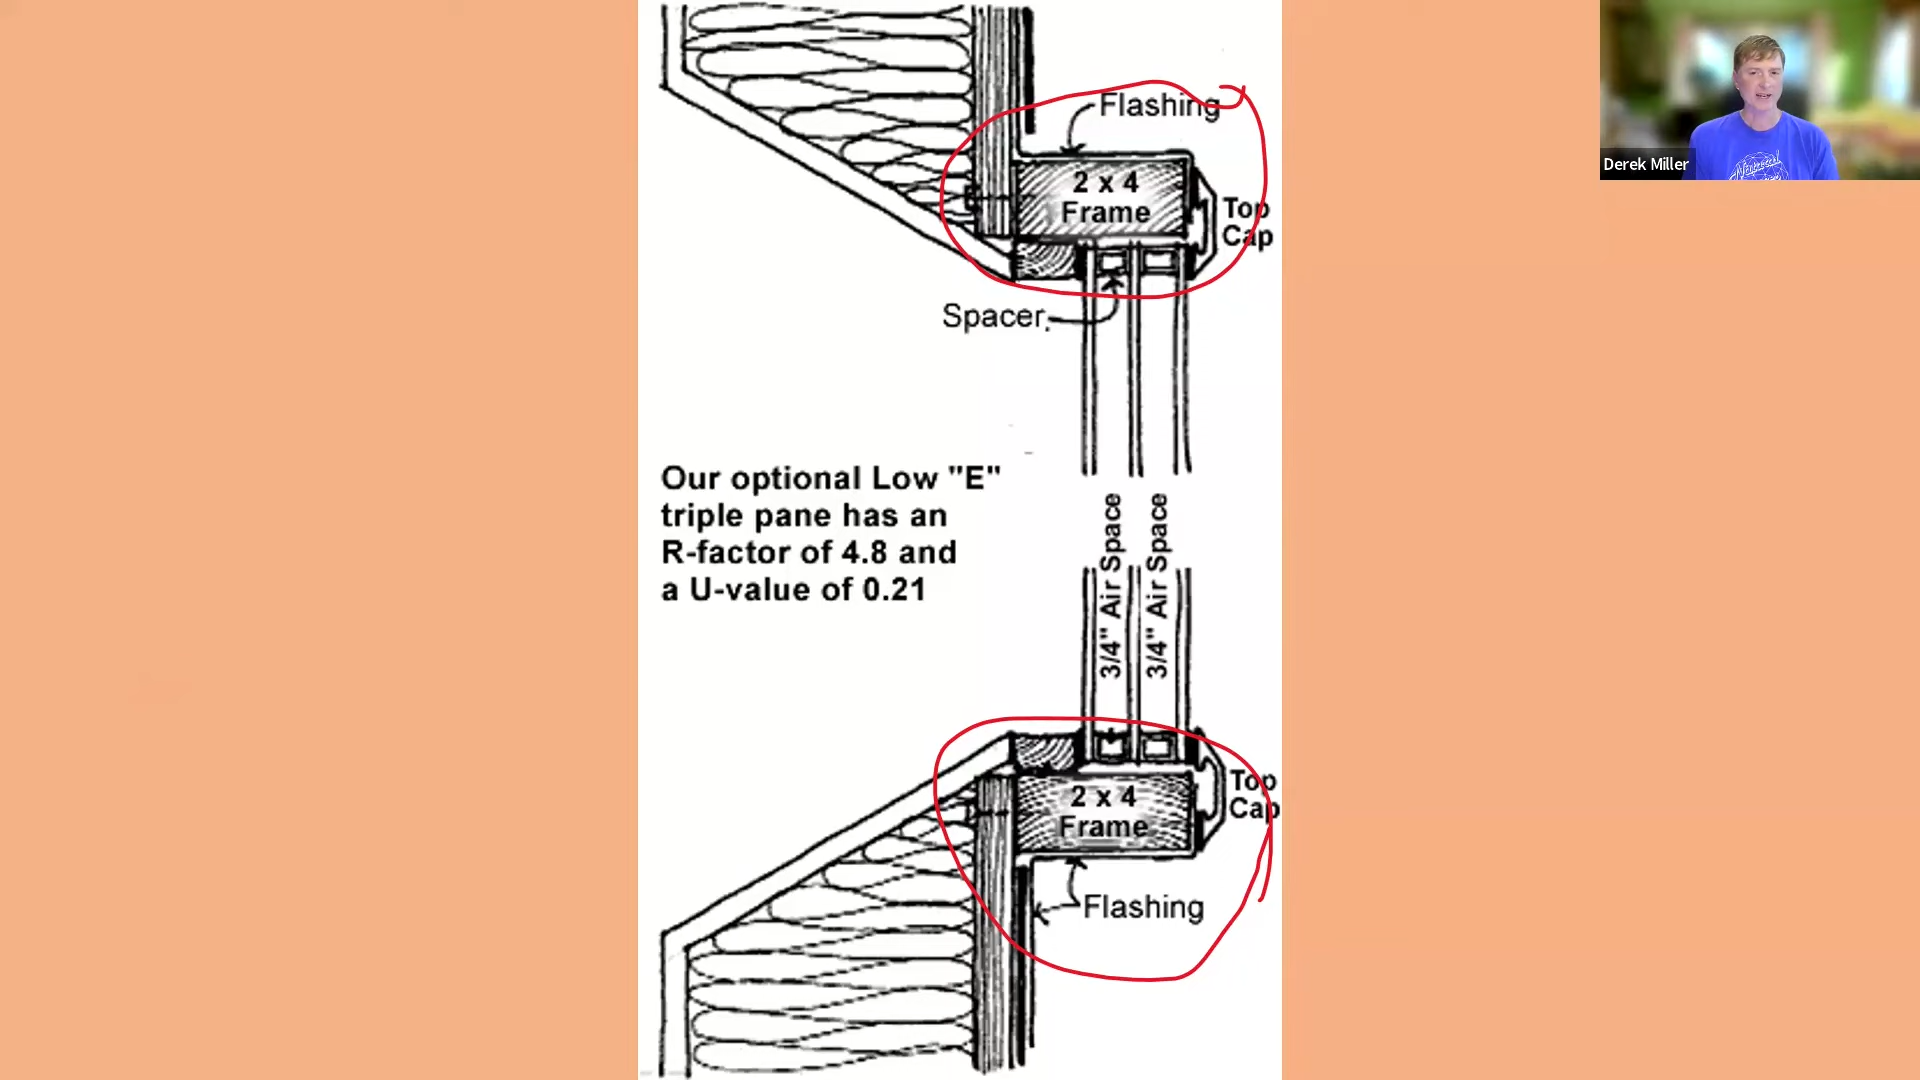 Flashing
2 x 4
Frame
Top
Cap
Spacer
Our optional Low "E"
triple pane has an
R-factor of 4.8 and
a U-value of 0.21
3/4" Air Space
3/4" Air Space
2 x 4
Frame
Top
Cap
Flashing
Derek Miller